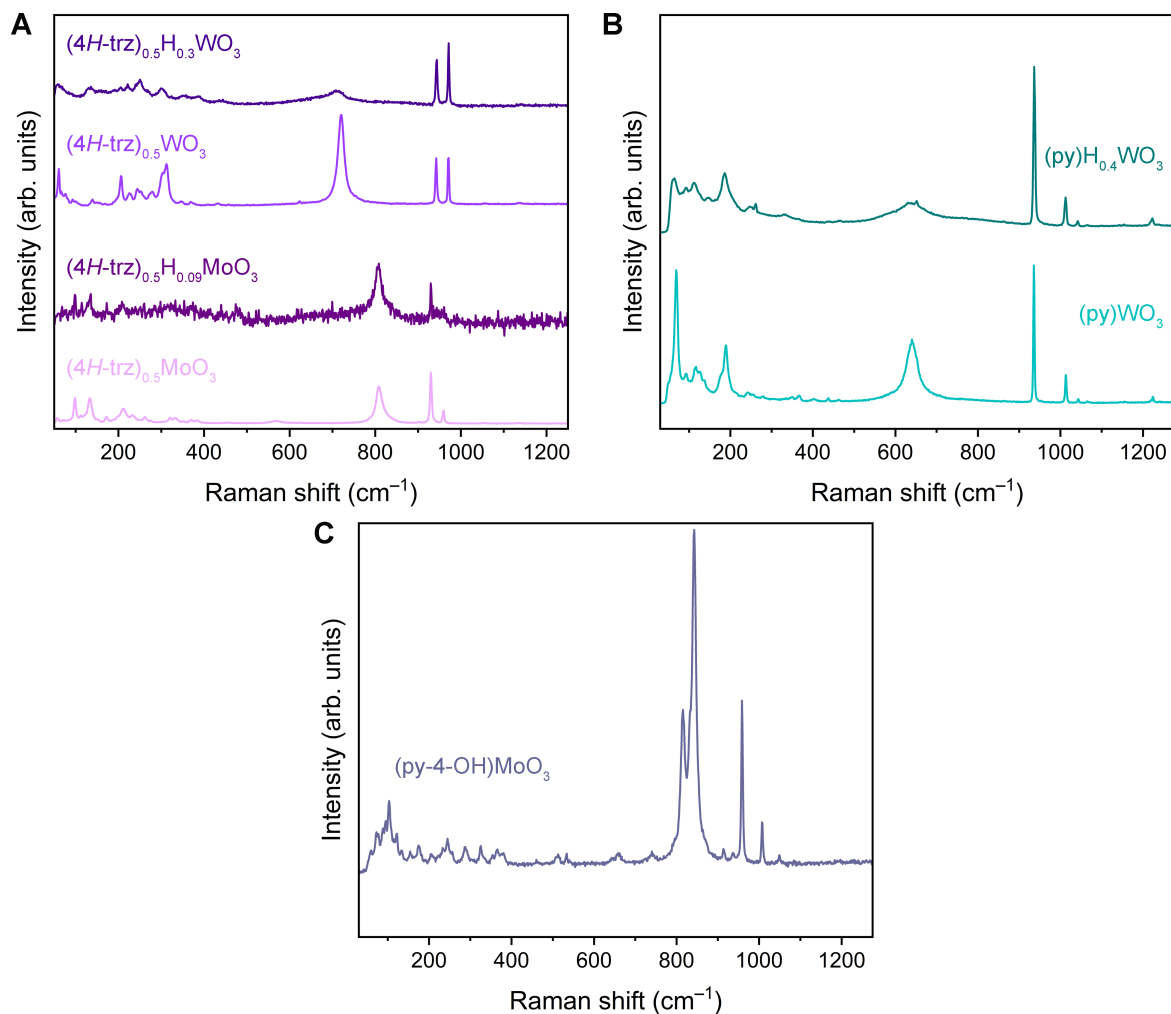 A
(4H-trz)₀.₅H₀.₃WO₃
(4H-trz)₀.₅WO₃
(4H-trz)₀.₅H₀.₀₉MoO₃
(4H-trz)₀.₅MoO₃
Intensity (arb. units)
200 400 600 800 1000 1200
Raman shift (cm⁻¹)
B
(py)H₀.₄WO₃
(py)WO₃
Intensity (arb. units)
200 400 600 800 1000 1200
Raman shift (cm⁻¹)
C
(py-4-OH)MoO₃
Intensity (arb. units)
200 400 600 800 1000 1200
Raman shift (cm⁻¹)